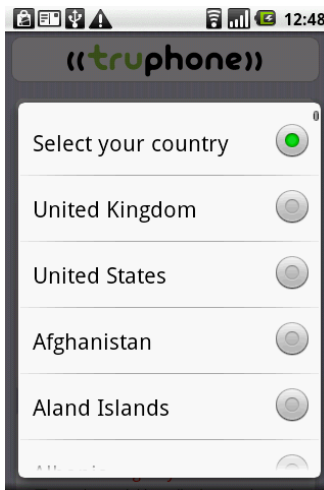 12:48
((truphone))
Select your country
United Kingdom
United States
Afghanistan
Aland Islands